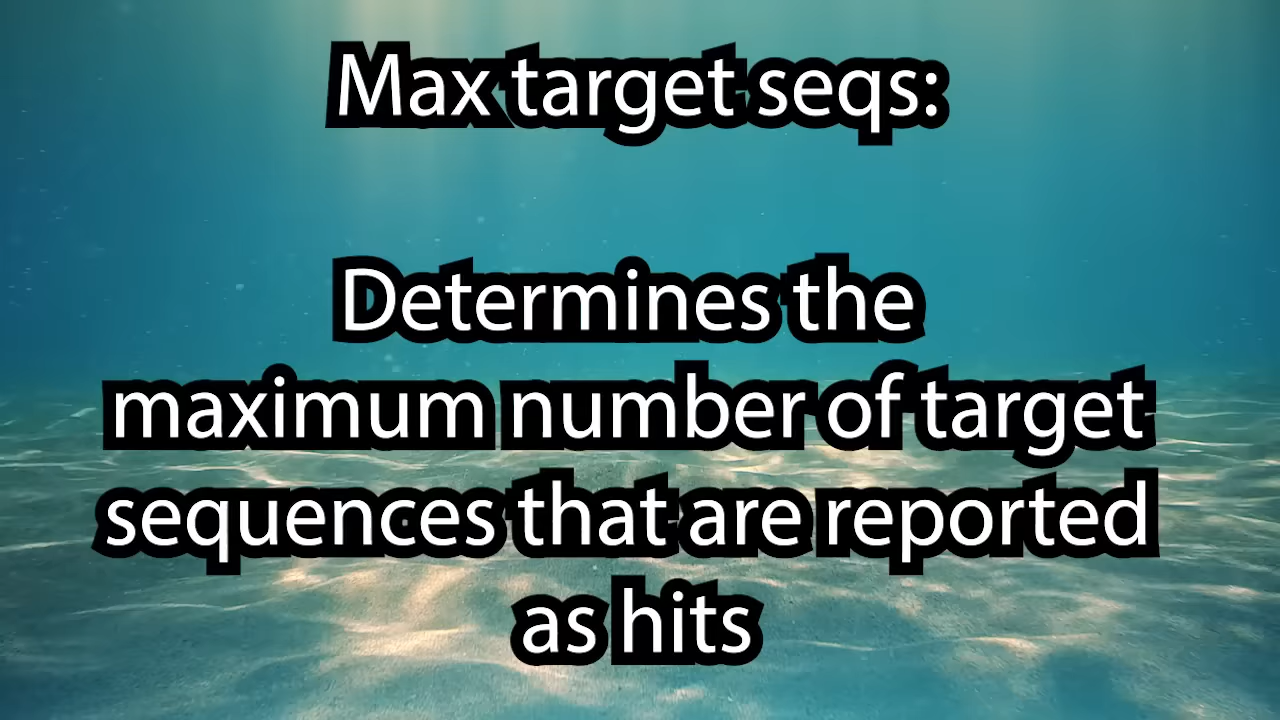 Max target seqs:
Determines the
maximum number of target
sequences that are reported
as hits